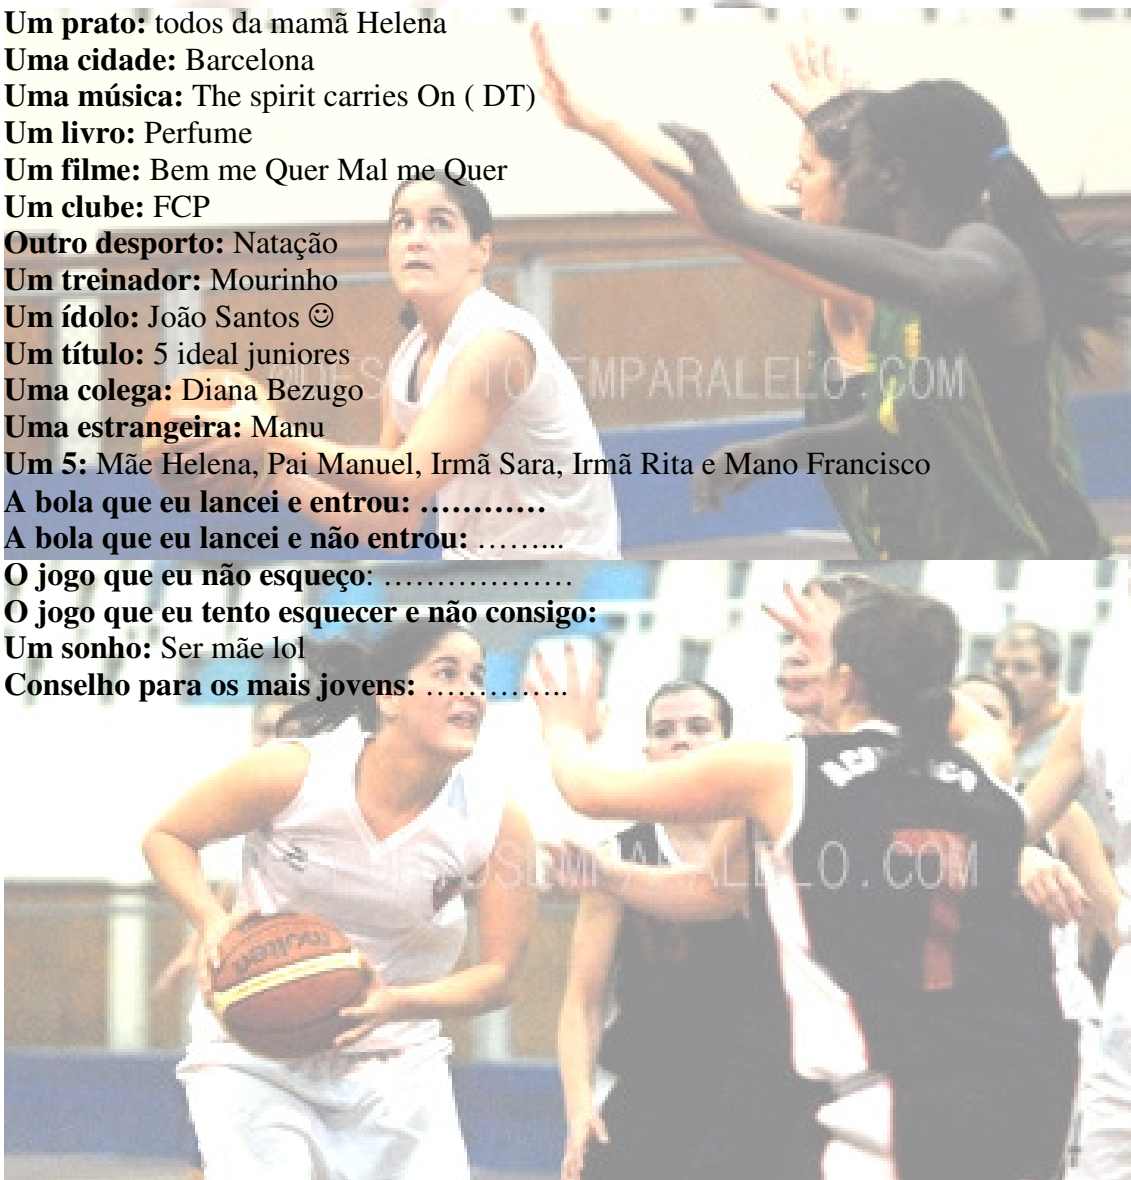 Um prato: todos da mamã Helena
Uma cidade: Barcelona
Uma música: The spirit carries On ( DT)
Um livro: Perfume
Um filme: Bem me Quer Mal me Quer
Um clube: FCP
Outro desporto: Natação
Um treinador: Mourinho
Um ídolo: João Santos ☺
Um título: 5 ideal juniores
Uma colega: Diana Bezugo
Uma estrangeira: Manu
Um 5: Mãe Helena, Pai Manuel, Irmã Sara, Irmã Rita e Mano Francisco
A bola que eu lancei e entrou: …………
A bola que eu lancei e não entrou: ……...
O jogo que eu não esqueço: ………………
O jogo que eu tento esquecer e não consigo:
Um sonho: Ser mãe lol
Conselho para os mais jovens: …………..
molten